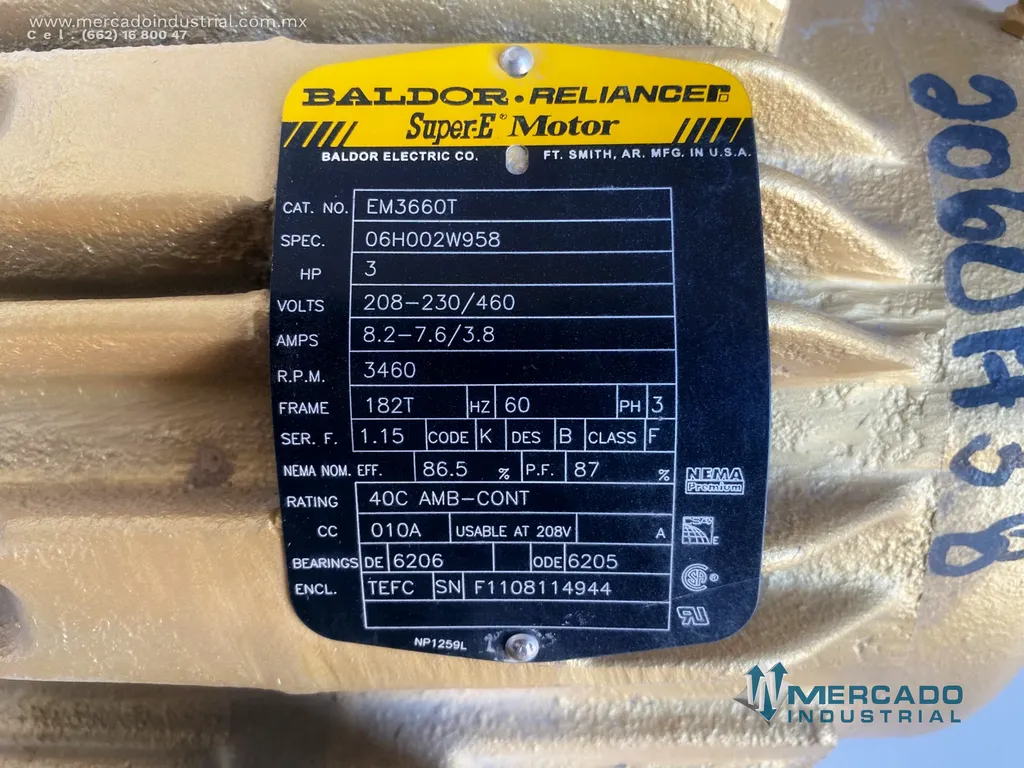 www.mercadoindustrial.com.mx
Cel. (662) 16 800 47
BALDOR • RELIANCER
Super-E® Motor
BALDOR ELECTRIC CO. FT. SMITH, AR. MFG. IN U.S.A.
CAT. NO. EM3660T
SPEC. 06H002W958
HP 3
VOLTS 208-230/460
AMPS 8.2-7.6/3.8
R.P.M. 3460
FRAME 182T HZ 60 PH 3
SER. F. 1.15 CODE K DES B CLASS F
NEMA NOM. EFF. 86.5 % P.F. 87 %
NEMA
Premium
RATING 40C AMB-CONT
CC 010A USABLE AT 208V A
CSA
E
BEARINGS DE 6206 ODE 6205
ENCL. TEFC SN F1108114944
NP1259L
MERCADO
INDUSTRIAL